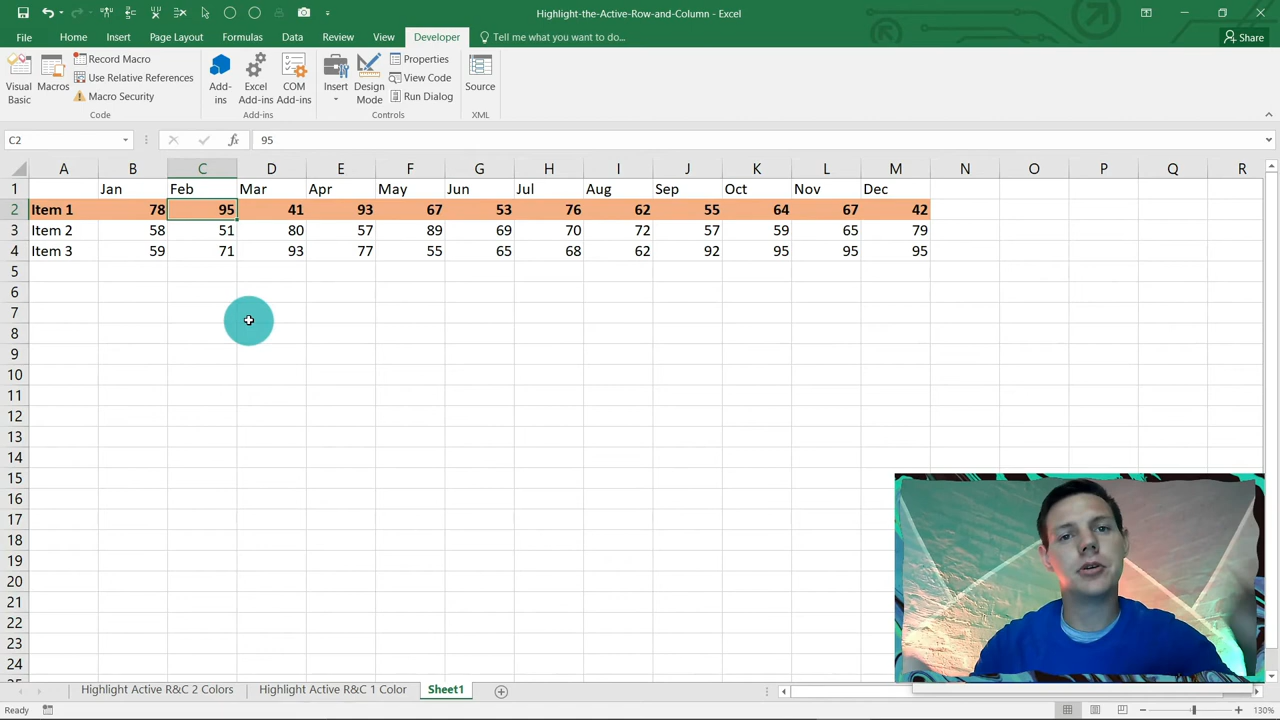 Highlight-the-Active-Row-and-Column - Excel
File Home Insert Page Layout Formulas Data Review View Developer Tell me what you want to do... Share
Visual Basic
Macros
Record Macro
Use Relative References
Macro Security
Code
Add-ins
Excel Add-ins
COM Add-ins
Add-ins
Insert
Design Mode
Properties
View Code
Run Dialog
Controls
Source
XML
C2 fx 95
A B C D E F G H I J K L M N O P Q R
1 Jan Feb Mar Apr May Jun Jul Aug Sep Oct Nov Dec
2 Item 1 78 95 41 93 67 53 76 62 55 64 67 42
3 Item 2 58 51 80 57 89 69 70 72 57 59 65 79
4 Item 3 59 71 93 77 55 65 68 62 92 95 95 95
5
6
7
8
9
10
11
12
13
14
15
16
17
18
19
20
21
22
23
24
Highlight Active R&C 2 Colors Highlight Active R&C 1 Color Sheet1
Ready 130%